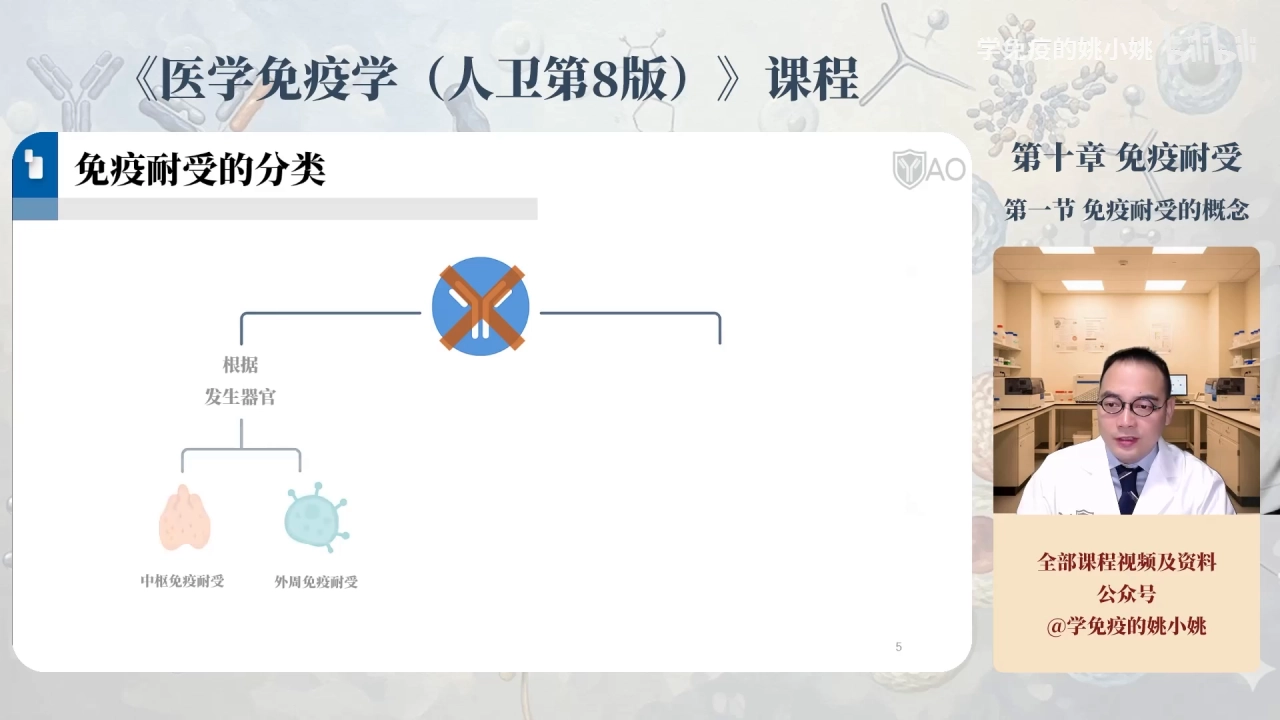 《医学免疫学（人卫第8版）》课程
学免疫的姚小姚 bilibili
免疫耐受的分类
AO
第十章 免疫耐受
第一节 免疫耐受的概念
根据
发生器官
中枢免疫耐受
外周免疫耐受
5
全部课程视频及资料
公众号
@学免疫的姚小姚